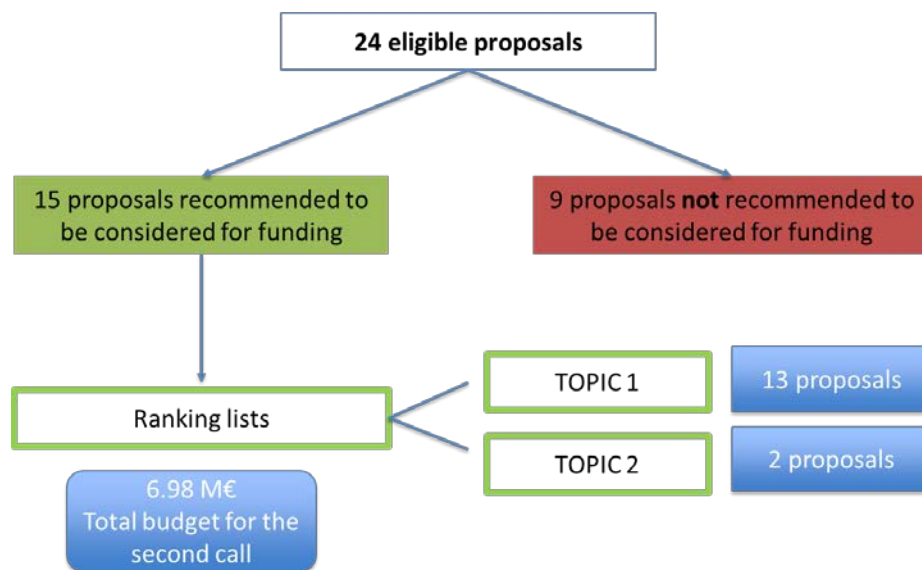 24 eligible proposals
15 proposals recommended to
be considered for funding
9 proposals not recommended to
be considered for funding
Ranking lists
TOPIC 1
13 proposals
TOPIC 2
2 proposals
6.98 M€
Total budget for the
second call